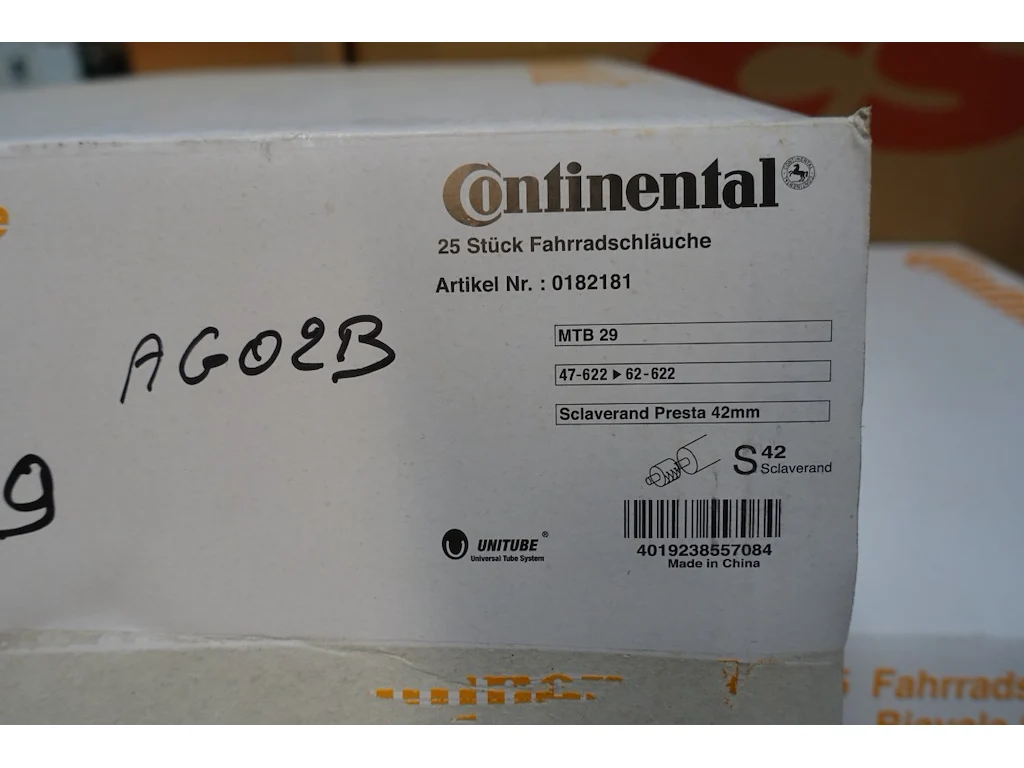 Continental
25 Stück Fahrradschläuche
Artikel Nr. : 0182181
MTB 29
47-622 ▶ 62-622
Sclaverand Presta 42mm
S 42
Sclaverand
AG02B
9
UNITUBE®
Universal Tube System
4019238557084
Made in China
Fahrrads